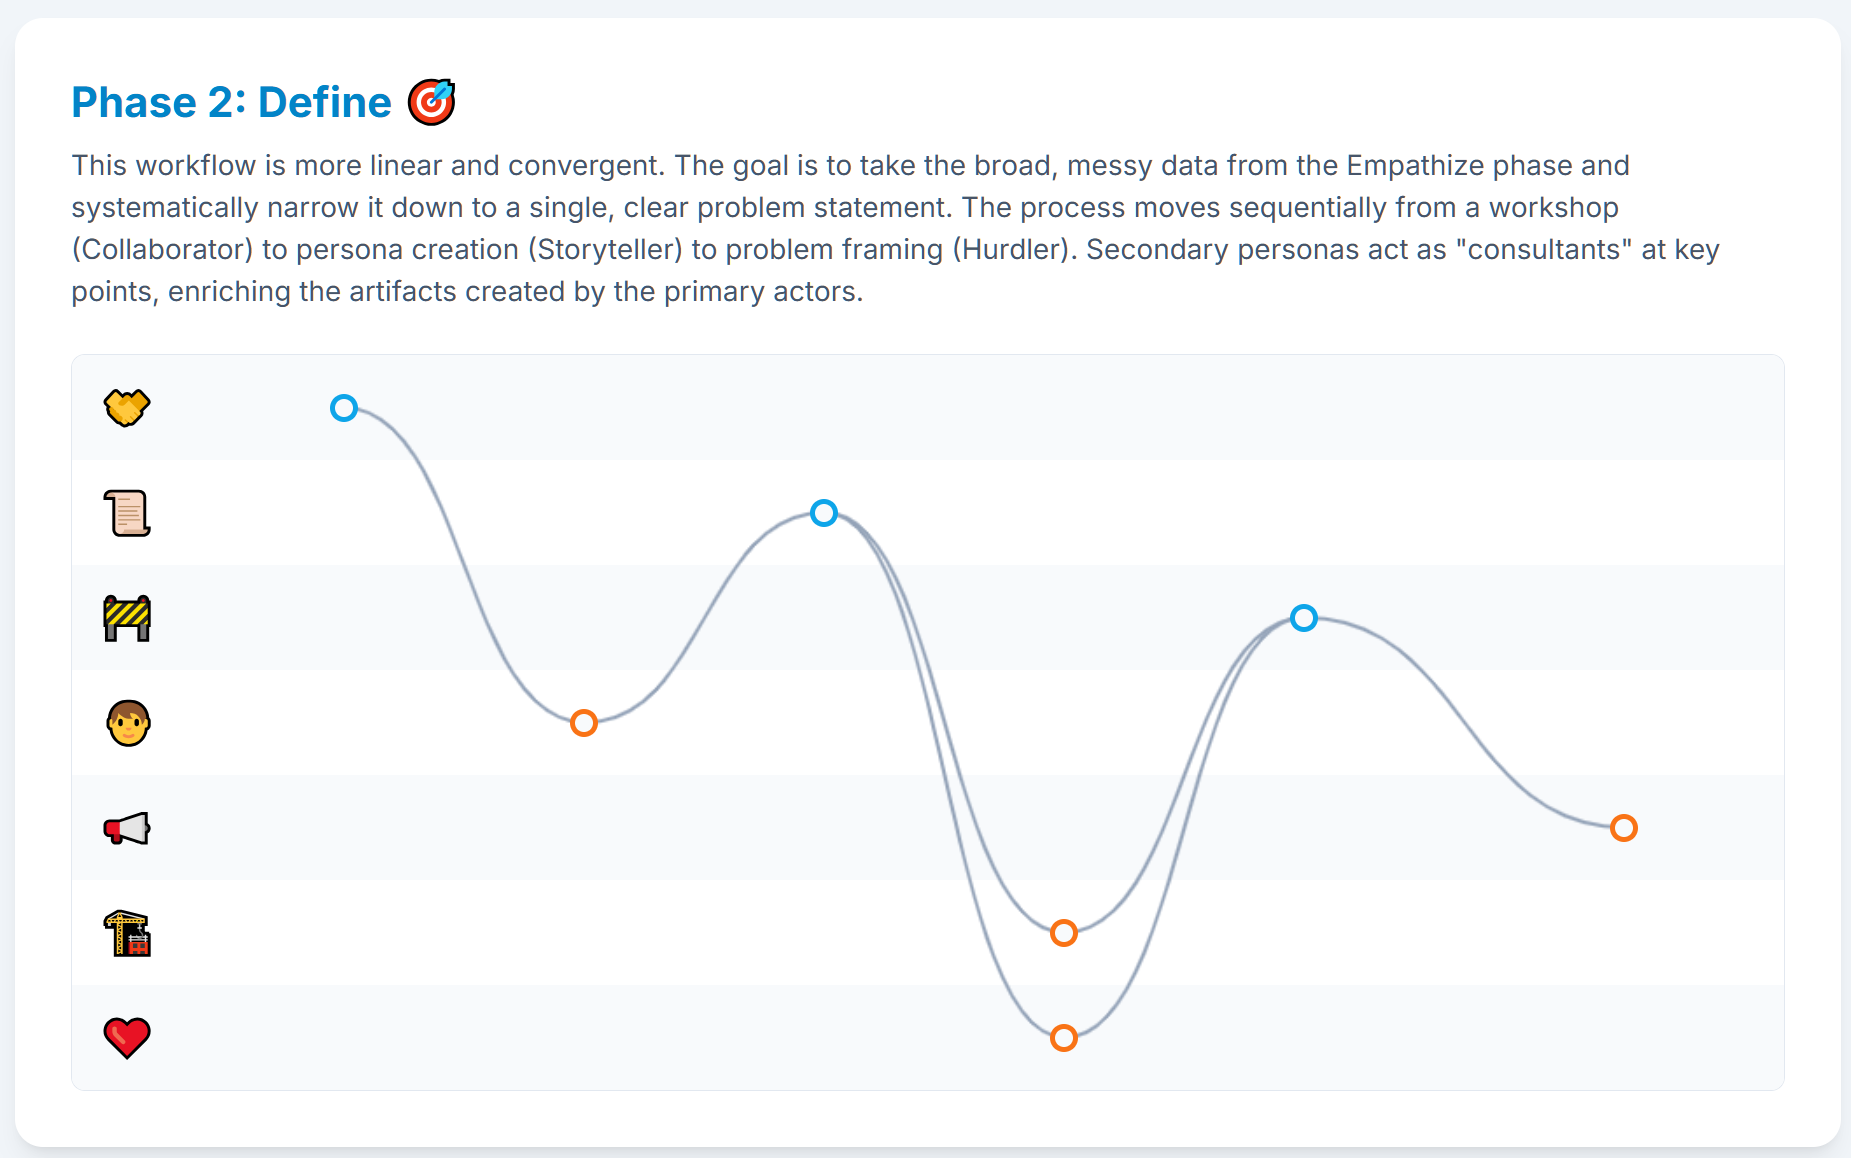 Phase 2: Define 🎯
This workflow is more linear and convergent. The goal is to take the broad, messy data from the Empathize phase and
systematically narrow it down to a single, clear problem statement. The process moves sequentially from a workshop
(Collaborator) to persona creation (Storyteller) to problem framing (Hurdler). Secondary personas act as "consultants" at key
points, enriching the artifacts created by the primary actors.